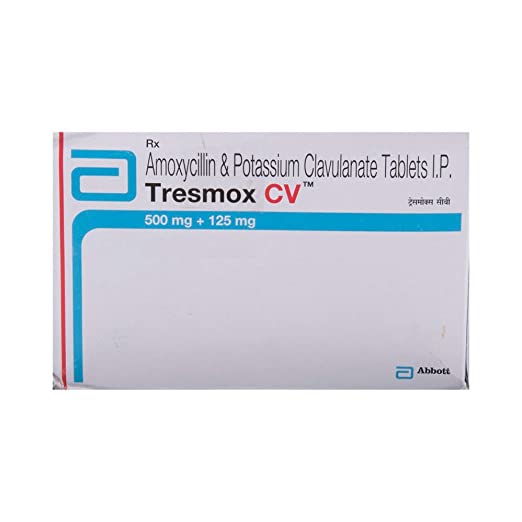 Rx
Amoxycillin & Potassium Clavulanate Tablets I.P.
Tresmox CV™
500 mg + 125 mg
ट्रेसमोक्स सीवी
Abbott